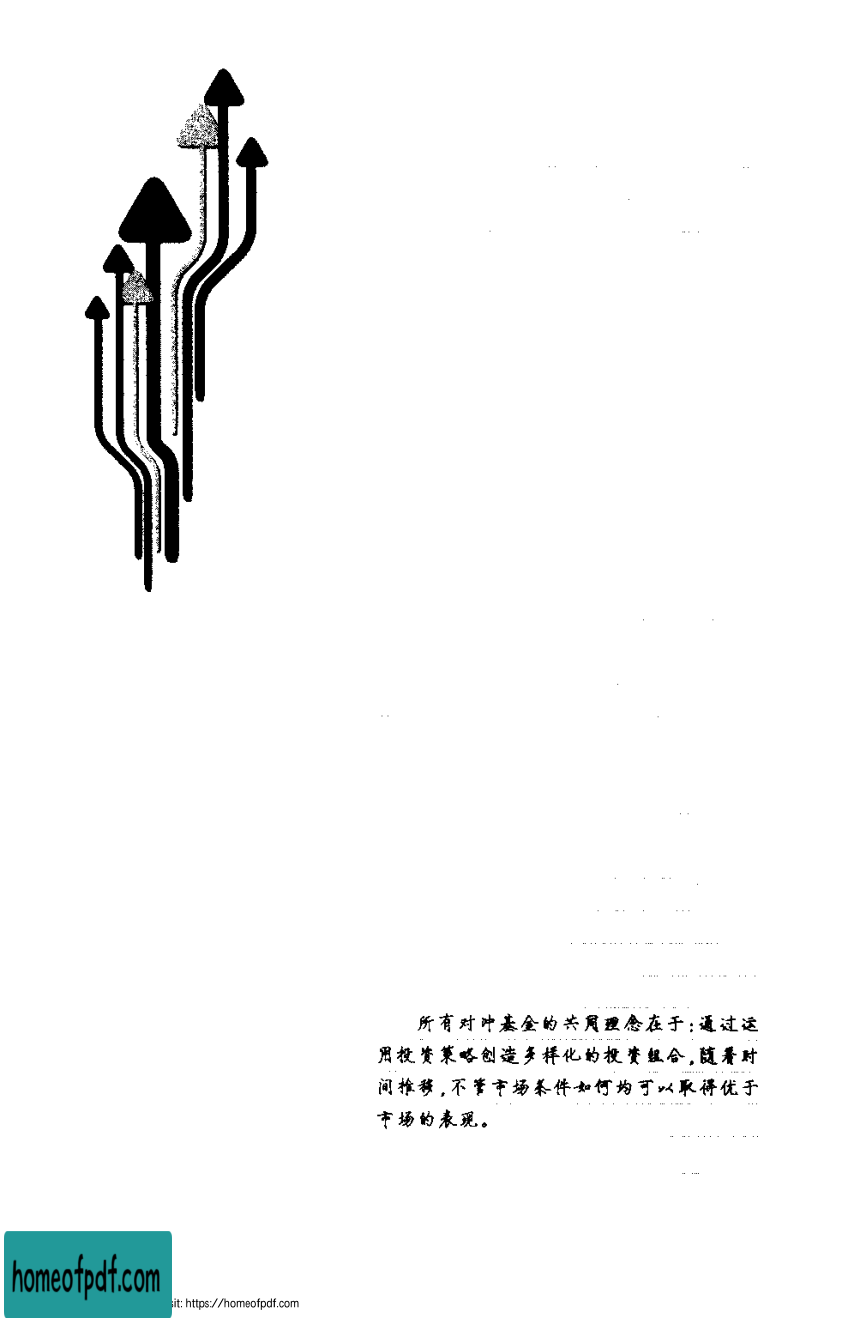 所有对冲基金的共同理念在于：通过运
用投资策略创造多样化的投资组合，随着时
间推移，不管市场条件如何均可以取得优于
市场的表现。
homeofpdf.com
sit: https://homeofpdf.com